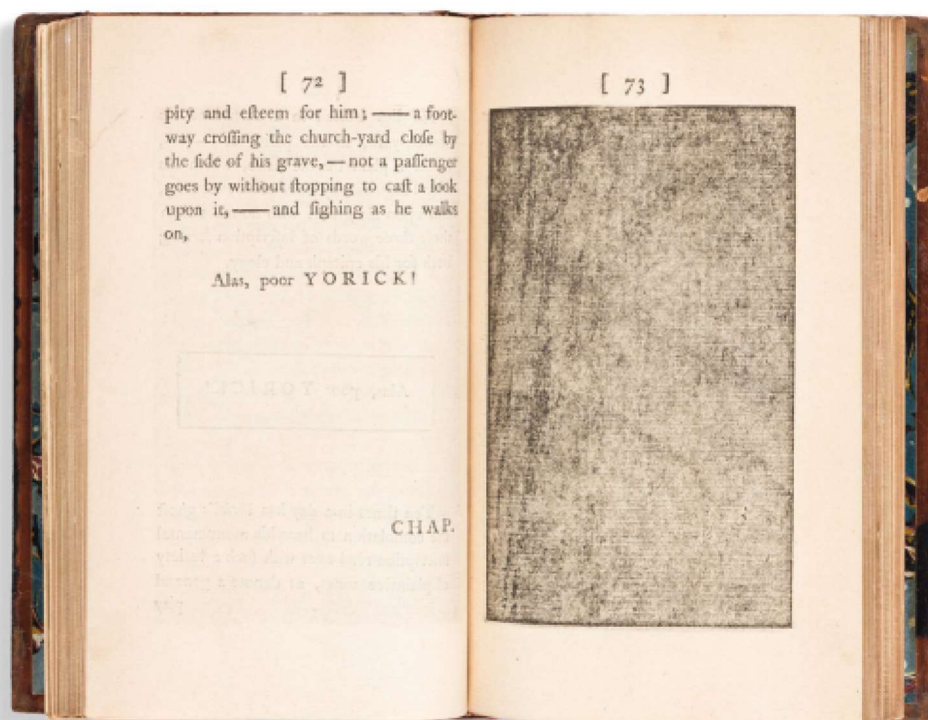 [ 72 ]
pity and eſteem for him; —— a foot-
way croſſing the church-yard cloſe by
the ſide of his grave, — not a paſſenger
goes by without ſtopping to caſt a look
upon it, —— and ſighing as he walks
on,
Alas, poor YORICK!
CHAP.
[ 73 ]